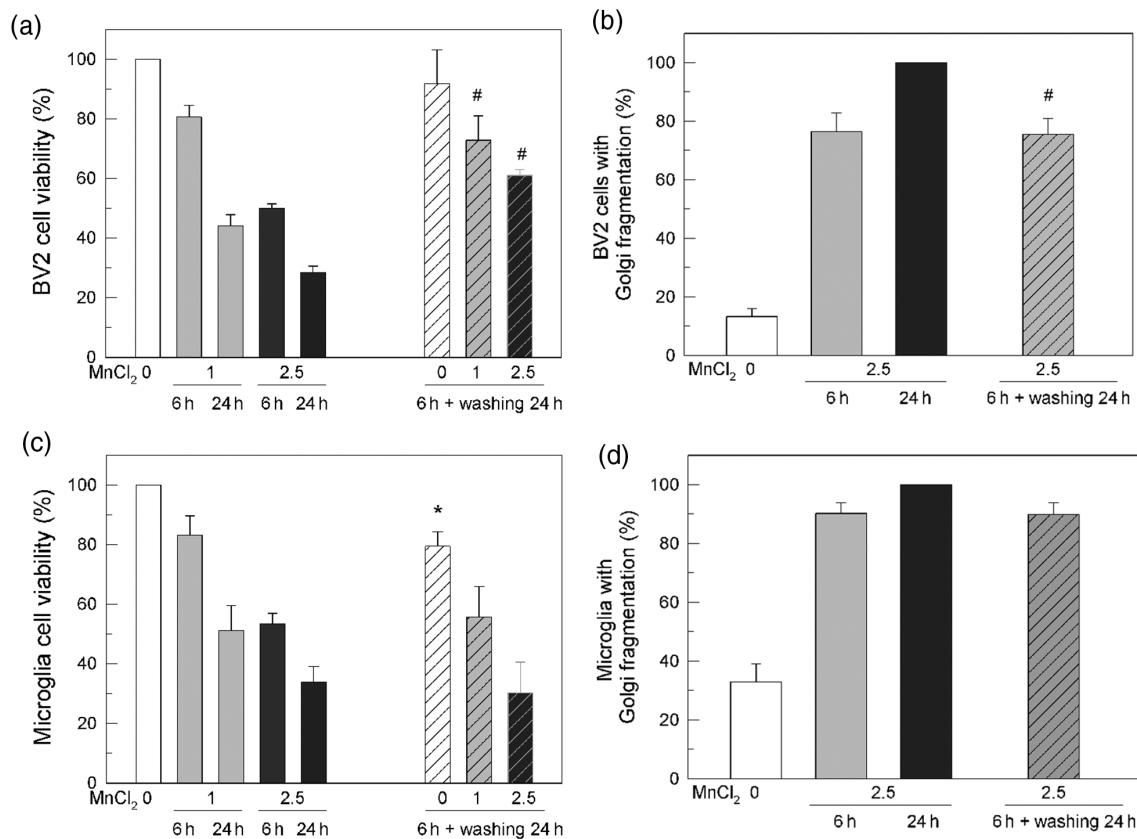 (a)
BV2 cell viability (%)
100
80
60
40
20
0
#
#
MnCl2 0 1 2.5 0 1 2.5
6 h 24 h 6 h 24 h 6 h + washing 24 h
(b)
BV2 cells with
Golgi fragmentation (%)
100
80
60
40
20
0
#
MnCl2 0 2.5 2.5
6 h 24 h 6 h + washing 24 h
(c)
Microglia cell viability (%)
100
80
60
40
20
0
*
MnCl2 0 1 2.5 0 1 2.5
6 h 24 h 6 h 24 h 6 h + washing 24 h
(d)
Microglia with
Golgi fragmentation (%)
100
80
60
40
20
0
MnCl2 0 2.5 2.5
6 h 24 h 6 h + washing 24 h